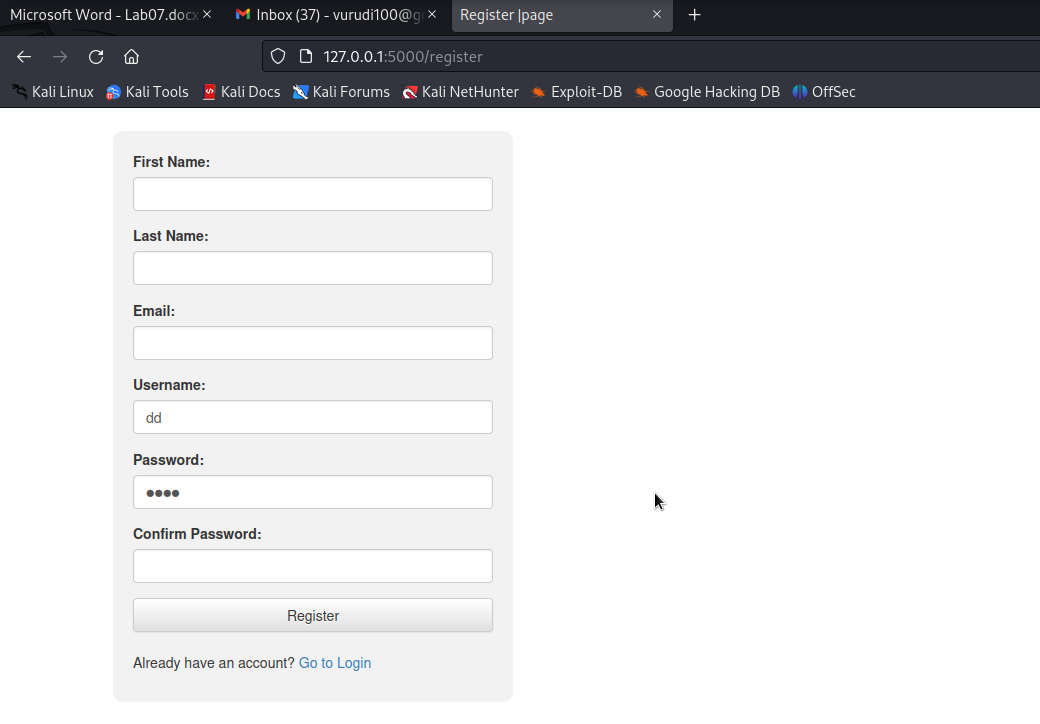 Microsoft Word - Lab07.docx Inbox (37) - vurudi100@gr Register |page
127.0.0.1:5000/register
Kali Linux Kali Tools Kali Docs Kali Forums Kali NetHunter Exploit-DB Google Hacking DB OffSec
First Name:
Last Name:
Email:
Username:
dd
Password:
••••
Confirm Password:
Register
Already have an account? Go to Login